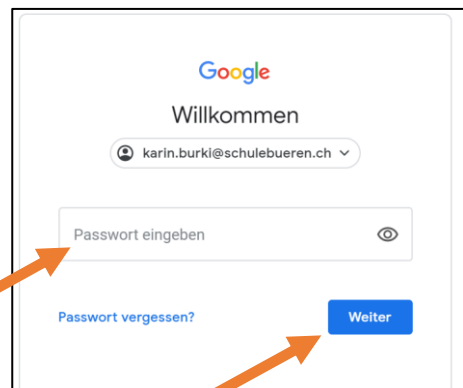 Google
Willkommen
karin.burki@schulebueren.ch
Passwort eingeben
Passwort vergessen? Weiter